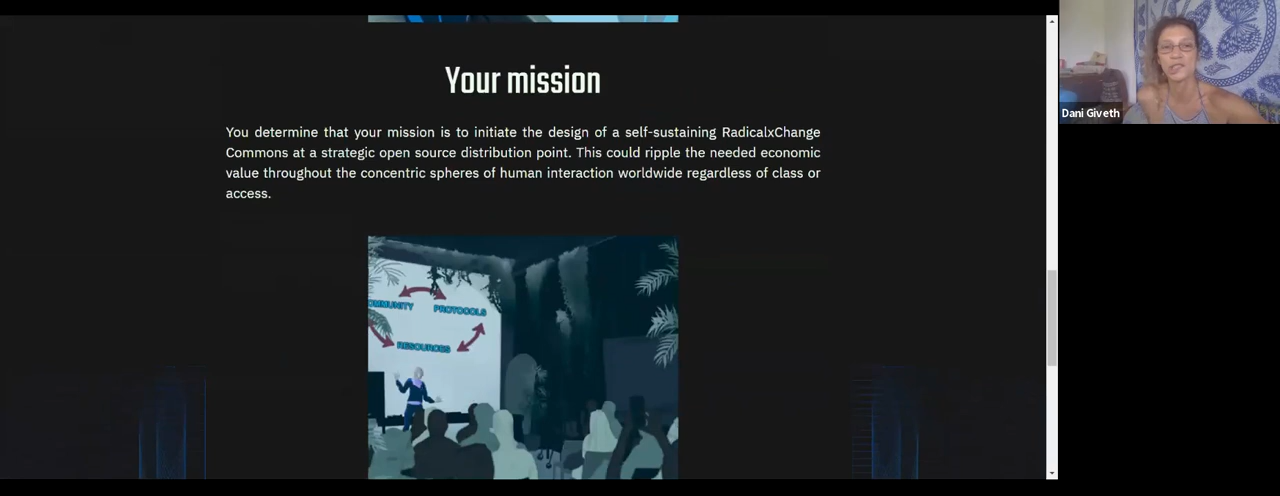 Your mission
You determine that your mission is to initiate the design of a self-sustaining RadicalxChange
Commons at a strategic open source distribution point. This could ripple the needed economic
value throughout the concentric spheres of human interaction worldwide regardless of class or
access.
Dani Giveth
OMMUNITY PROTOCOLS
RESOURCES